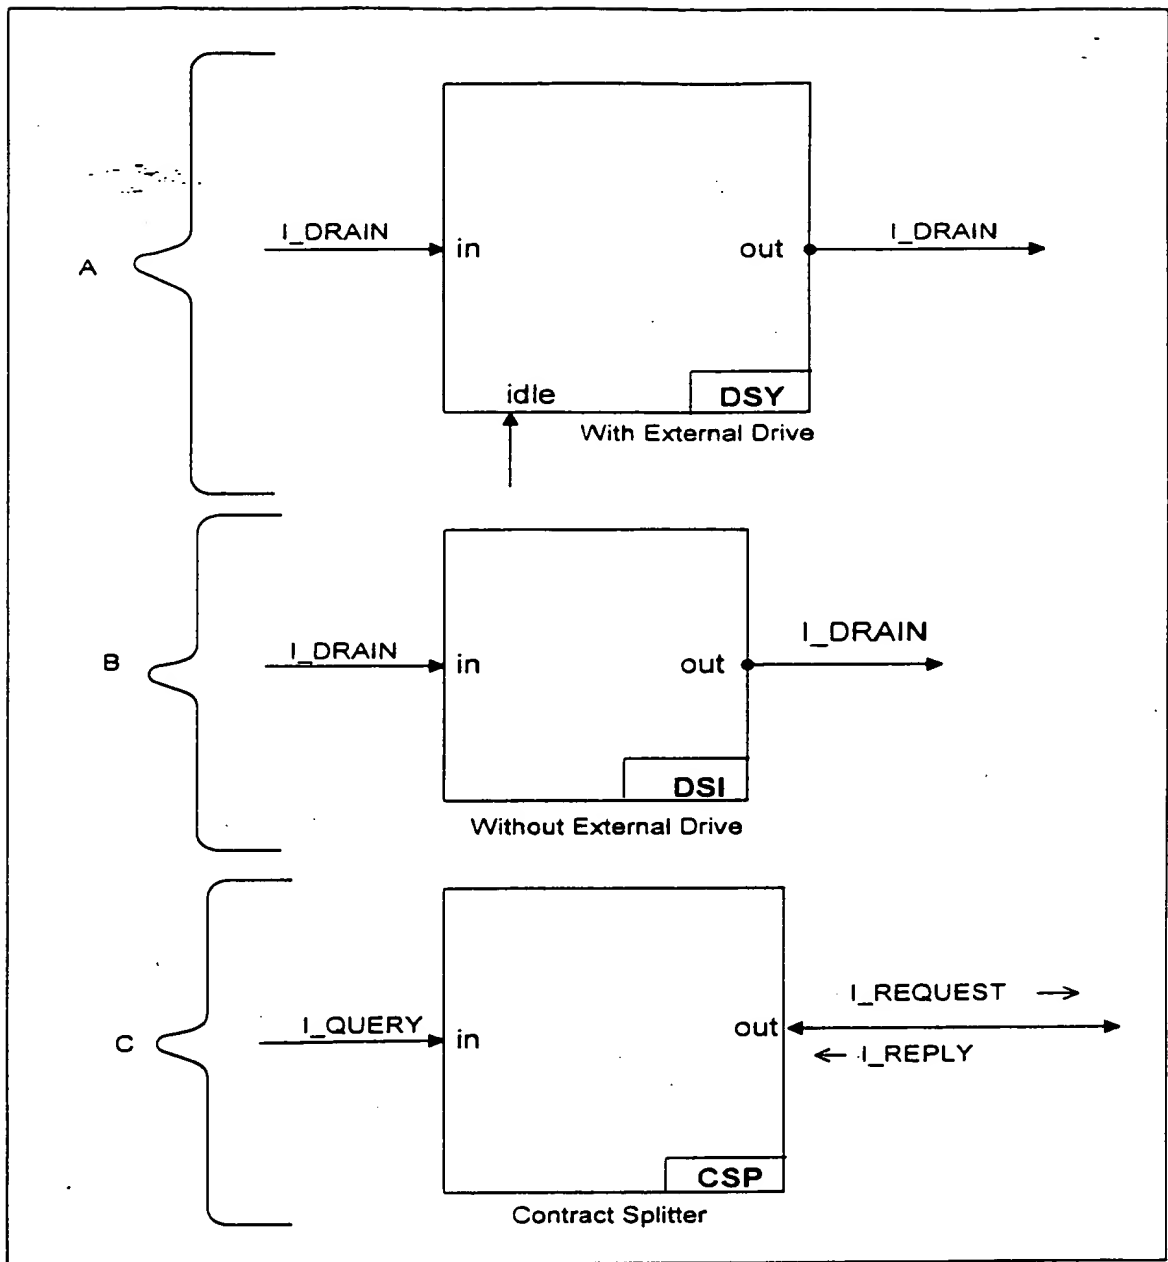 A
I_DRAIN
in
out
I_DRAIN
idle
DSY
With External Drive
B
I_DRAIN
in
out
I_DRAIN
DSI
Without External Drive
C
I_QUERY
in
out
I_REQUEST
I_REPLY
CSP
Contract Splitter